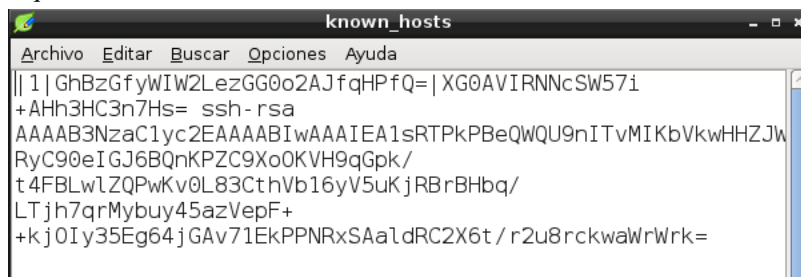 known_hosts
Archivo Editar Buscar Opciones Ayuda
|1|GhBzGfyWIW2LezGG0o2AJfqHPfQ=|XG0AVIRNNcSW57i
+AHh3HC3n7Hs= ssh-rsa
AAAAB3NzaC1yc2EAAAABIwAAAIEA1sRTPkPBeQWQU9nITvMIKbVkwHHZJW
RyC90eIGJ6BQnKPZC9XoOKVH9qGpk/
t4FBLwlZQPwKv0L83CthVb16yV5uKjRBrBHbq/
LTjh7qrMybuy45azVepF+
+kjOIy35Eg64jGAv71EkPPNRxSAaldRC2X6t/r2u8rckwaWrWrk=